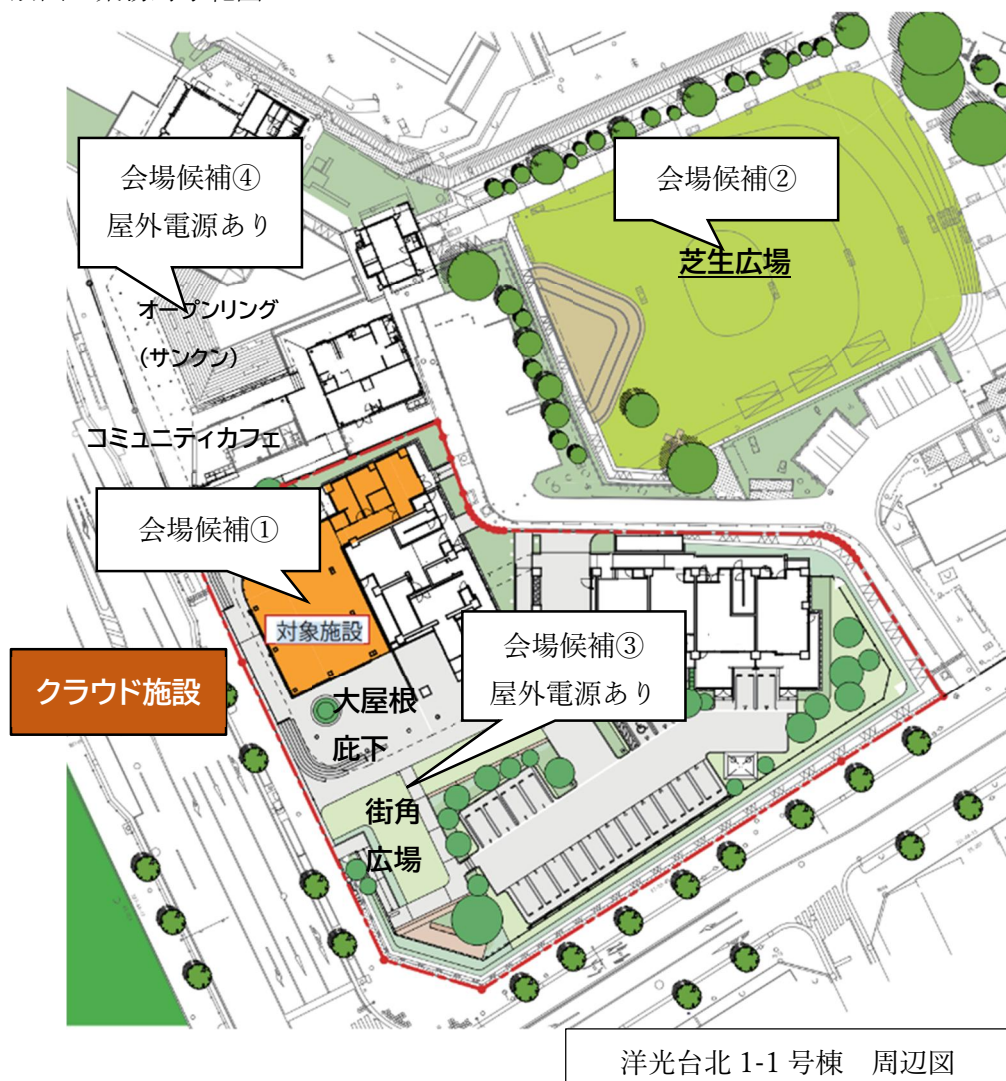 会場候補④
屋外電源あり
会場候補②
芝生広場
オープンリング
(サンクン)
コミュニティカフェ
会場候補①
対象施設
会場候補③
屋外電源あり
クラウド施設
大屋根
庇下
街角
広場
洋光台北 1-1 号棟　周辺図